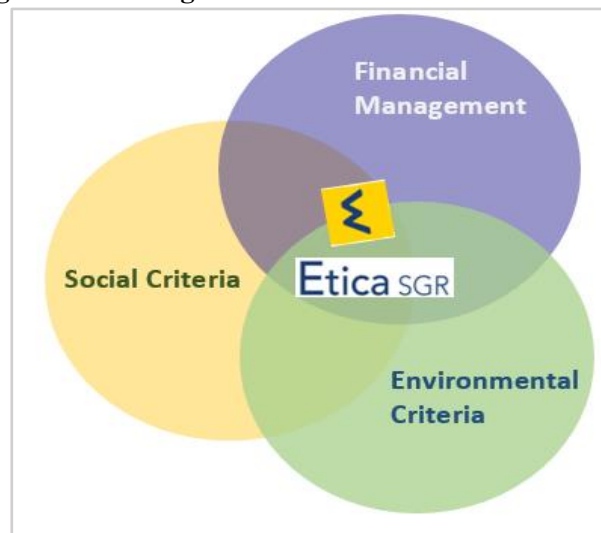 Financial
Management
Social Criteria
Etica SGR
Environmental
Criteria